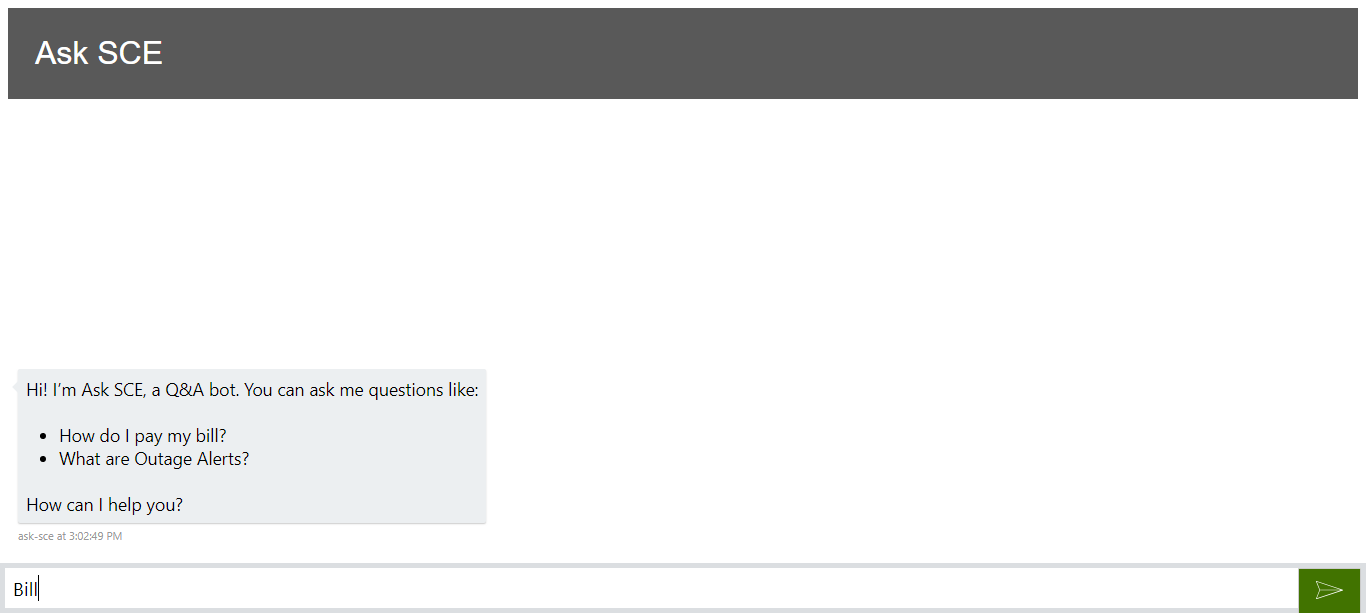 Ask SCE
Hi! I’m Ask SCE, a Q&A bot. You can ask me questions like:
• How do I pay my bill?
• What are Outage Alerts?
How can I help you?
ask-sce at 3:02:49 PM
Bill